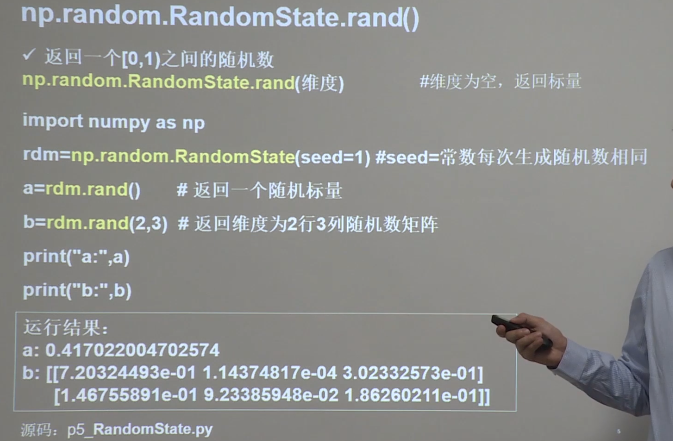 np.random.RandomState.rand()
✓ 返回一个[0,1)之间的随机数
np.random.RandomState.rand(维度) #维度为空，返回标量
import numpy as np
rdm=np.random.RandomState(seed=1) #seed=常数每次生成随机数相同
a=rdm.rand() # 返回一个随机标量
b=rdm.rand(2,3) # 返回维度为2行3列随机数矩阵
print("a:",a)
print("b:",b)
运行结果：
a: 0.417022004702574
b: [[7.20324493e-01 1.14374817e-04 3.02332573e-01]
[1.46755891e-01 9.23385948e-02 1.86260211e-01]]
源码：p5_RandomState.py